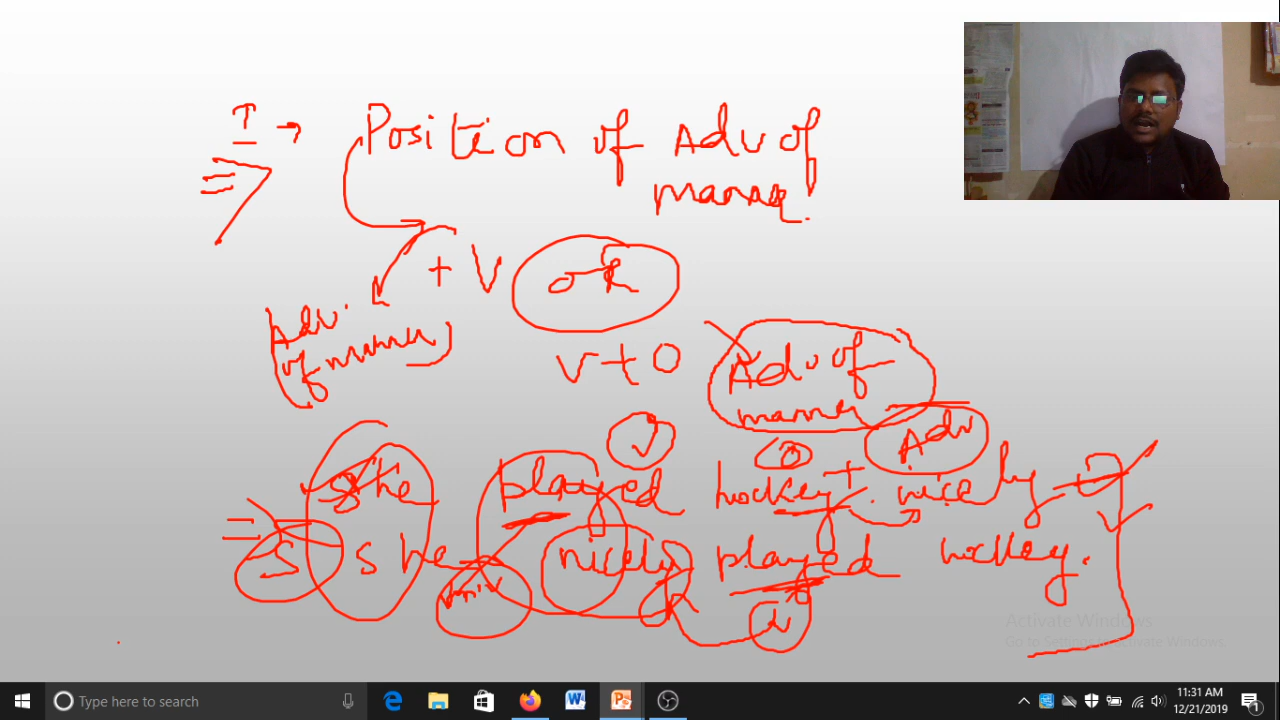 I → Position of Adv of
manner.
+ V OR
Adv.
of manner
V + O Adv of
manner
V O Adv
She played hockey + nicely
S She nicely played hockey.
V
Activate Windows
Go to Settings to activate Windows.
Type here to search
11:31 AM
12/21/2019
1